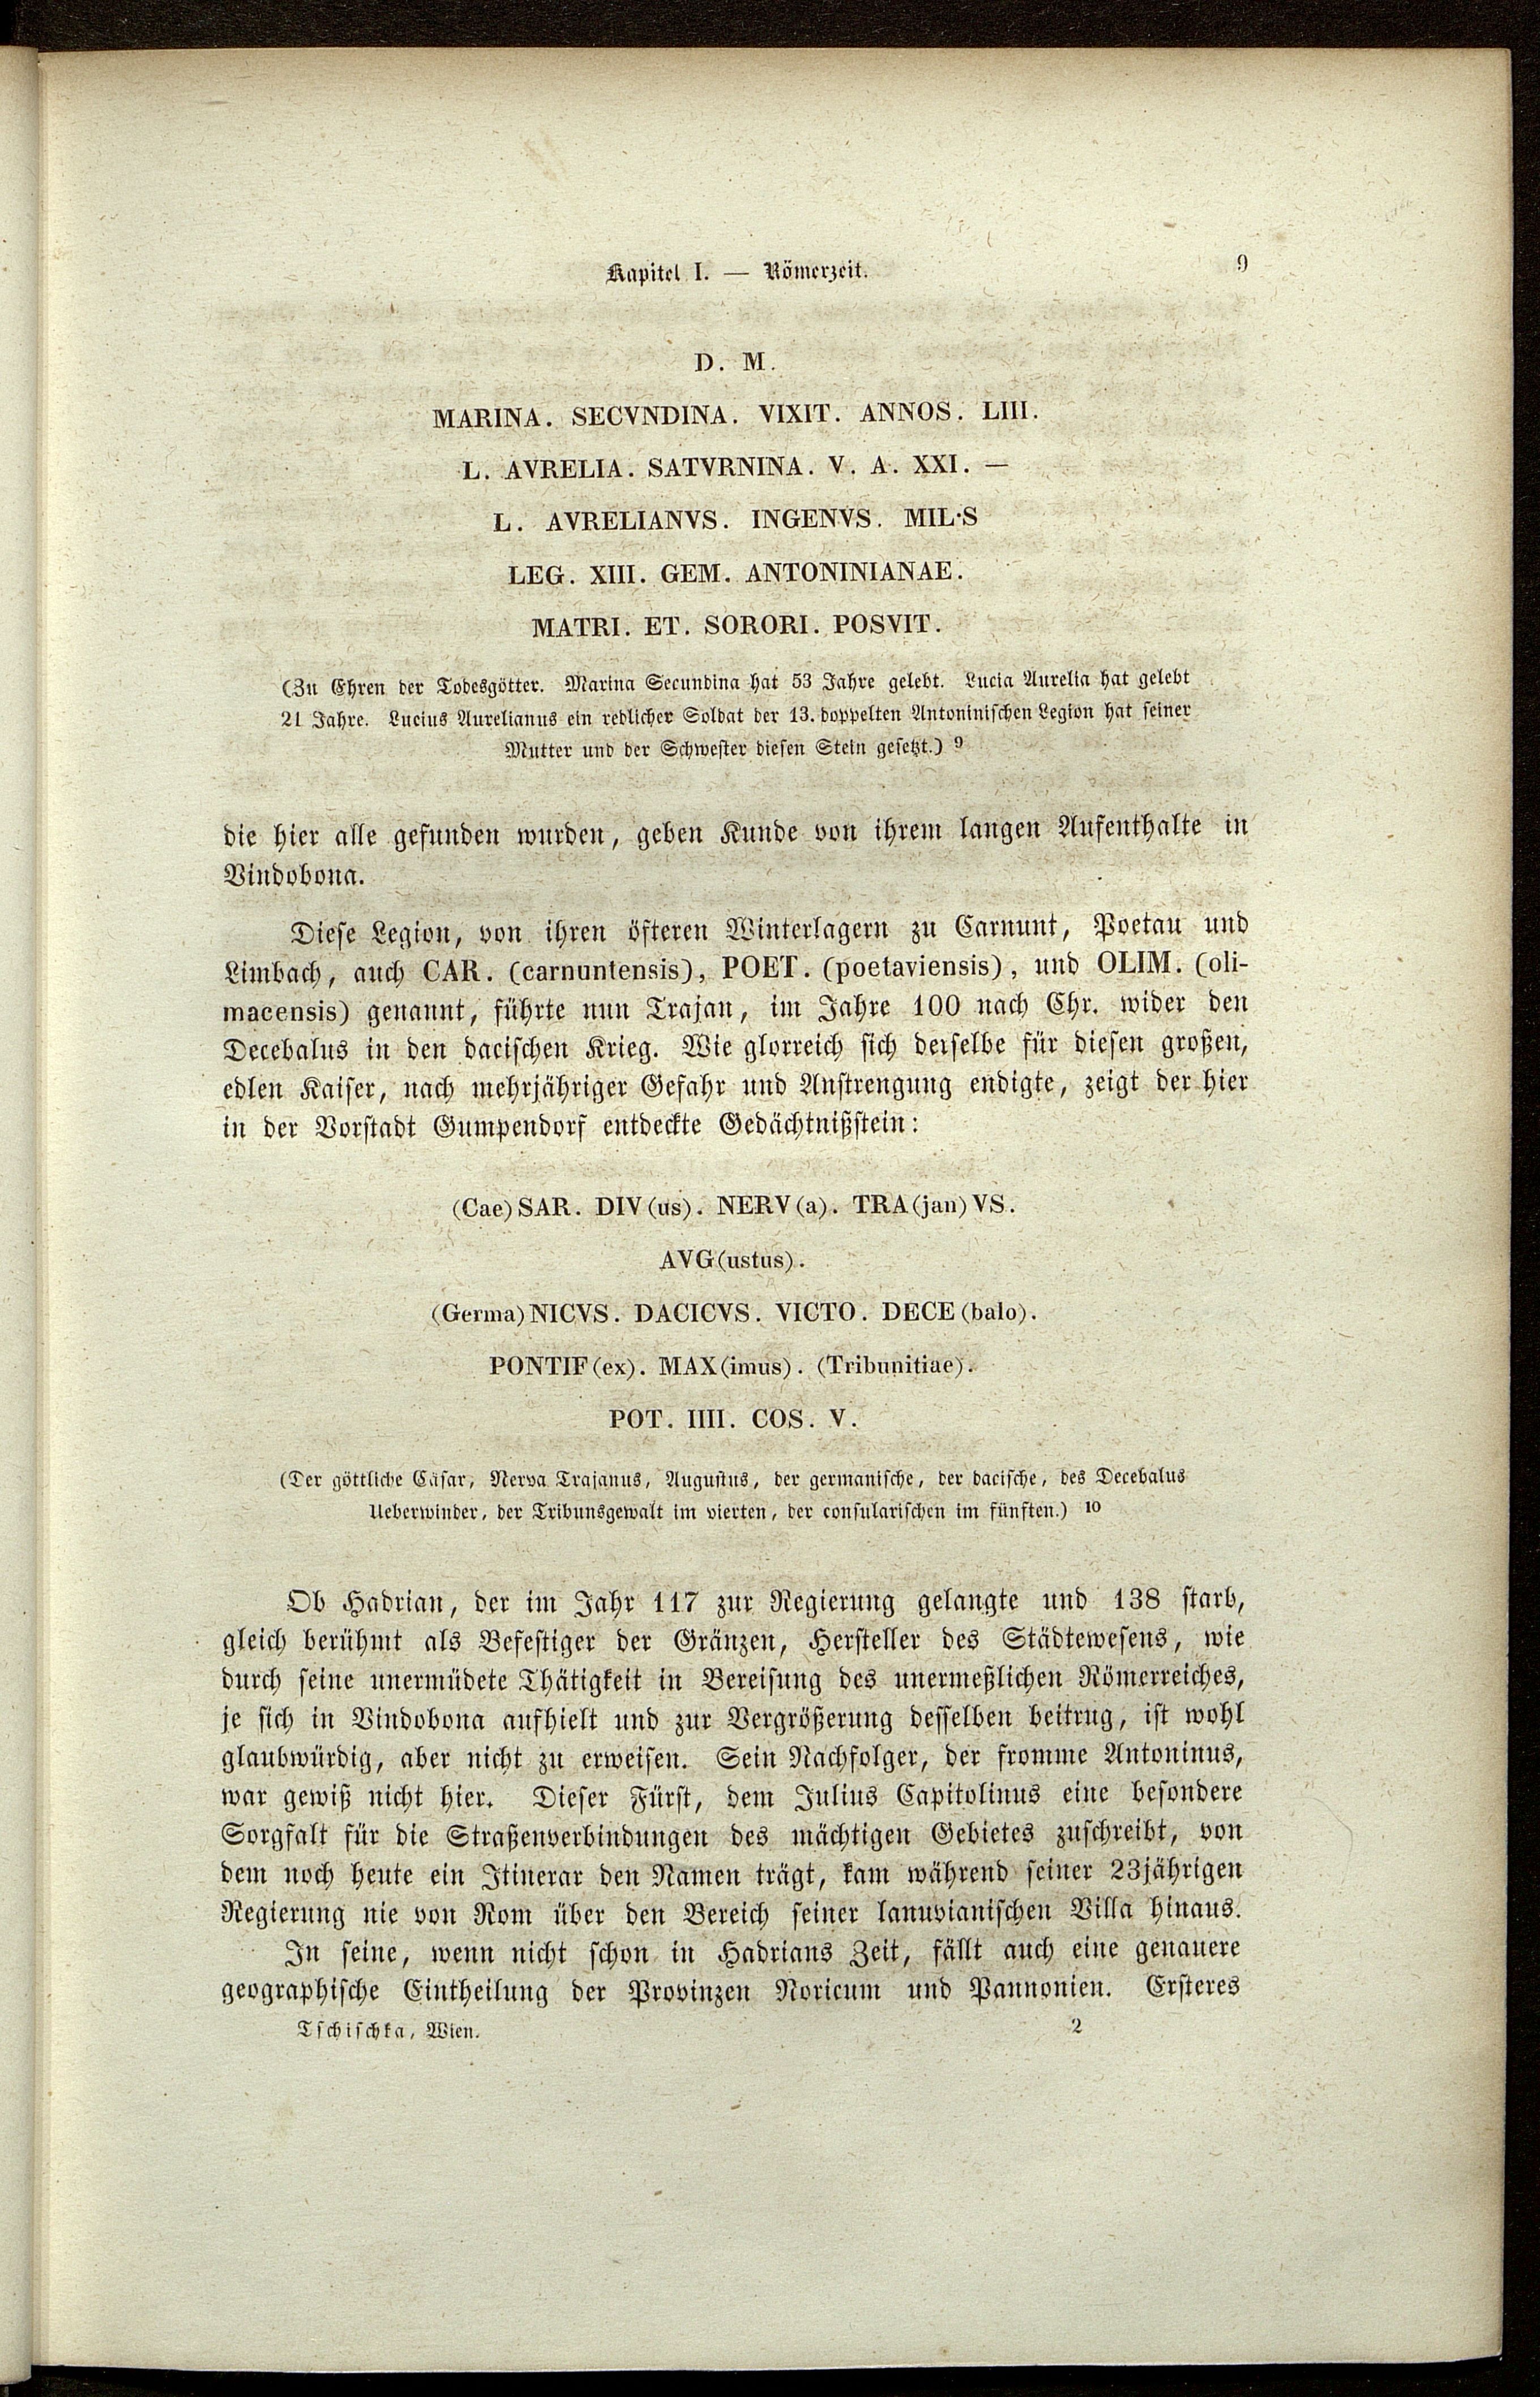 Kapitel I. — Römerzeit. 9
D. M.
MARINA. SECVNDINA. VIXIT. ANNOS. LIII.
L. AVRELIA. SATVRNINA. V. A. XXI. —
L. AVRELIANVS. INGENVS. MIL·S
LEG. XIII. GEM. ANTONINIANAE.
MATRI. ET. SORORI. POSVIT.
(Zu Ehren der Todesgötter. Marina Secundina hat 53 Jahre gelebt. Lucia Aurelia hat gelebt
21 Jahre. Lucius Aurelianus ein redlicher Soldat der 13. doppelten Antoninischen Legion hat seiner
Mutter und der Schwester diesen Stein gesetzt.) 9
die hier alle gefunden wurden, geben Kunde von ihrem langen Aufenthalte in
Vindobona.
Diese Legion, von ihren öfteren Winterlagern zu Carnunt, Poetau und
Limbach, auch CAR. (carnuntensis), POET. (poetaviensis), und OLIM. (oli-
macensis) genannt, führte nun Trajan, im Jahre 100 nach Chr. wider den
Decebalus in den dacischen Krieg. Wie glorreich sich derselbe für diesen großen,
edlen Kaiser, nach mehrjähriger Gefahr und Anstrengung endigte, zeigt der hier
in der Vorstadt Gumpendorf entdeckte Gedächtnißstein:
(Cae)SAR. DIV(us). NERV(a). TRA(jan)VS.
AVG(ustus).
(Germa)NICVS. DACICVS. VICTO. DECE(balo).
PONTIF(ex). MAX(imus). (Tribunitiae).
POT. IIII. COS. V.
(Der göttliche Cäsar, Nerva Trajanus, Augustus, der germanische, der dacische, des Decebalus
Ueberwinder, der Tribunsgewalt im vierten, der consularischen im fünften.) 10
Ob Hadrian, der im Jahr 117 zur Regierung gelangte und 138 starb,
gleich berühmt als Befestiger der Gränzen, Hersteller des Städtewesens, wie
durch seine unermüdete Thätigkeit in Bereisung des unermeßlichen Römerreiches,
je sich in Vindobona aufhielt und zur Vergrößerung desselben beitrug, ist wohl
glaubwürdig, aber nicht zu erweisen. Sein Nachfolger, der fromme Antoninus,
war gewiß nicht hier. Dieser Fürst, dem Julius Capitolinus eine besondere
Sorgfalt für die Straßenverbindungen des mächtigen Gebietes zuschreibt, von
dem noch heute ein Itinerar den Namen trägt, kam während seiner 23jährigen
Regierung nie von Rom über den Bereich seiner lanuvianischen Villa hinaus.
In seine, wenn nicht schon in Hadrians Zeit, fällt auch eine genauere
geographische Eintheilung der Provinzen Noricum und Pannonien. Ersteres
Tschischka, Wien. 2